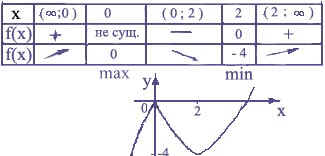 x (∞;0) 0 (0;2) 2 (2;∞)
f(x) + не сущ. — 0 +
f(x) 0 -4
max min
y
0 2 x
-4